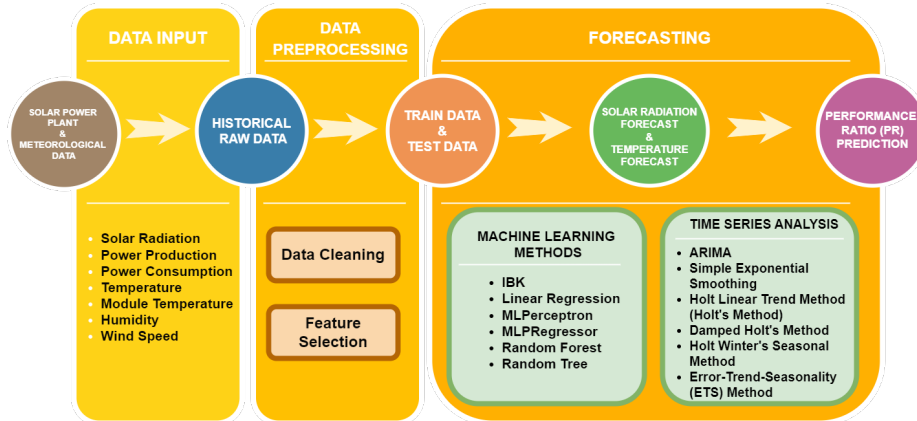 DATA INPUT
DATA
PREPROCESSING
FORECASTING
SOLAR POWER
PLANT
&
METEOROLOGICAL
DATA
HISTORICAL
RAW DATA
TRAIN DATA
&
TEST DATA
SOLAR RADIATION
FORECAST
&
TEMPERATURE
FORECAST
PERFORMANCE
RATIO (PR)
PREDICTION
Solar Radiation
Power Production
Power Consumption
Temperature
Module Temperature
Humidity
Wind Speed
Data Cleaning
Feature
Selection
MACHINE LEARNING
METHODS
IBK
Linear Regression
MLPerceptron
MLPRegressor
Random Forest
Random Tree
TIME SERIES ANALYSIS
ARIMA
Simple Exponential
Smoothing
Holt Linear Trend Method
(Holt's Method)
Damped Holt's Method
Holt Winter's Seasonal
Method
Error-Trend-Seasonality
(ETS) Method